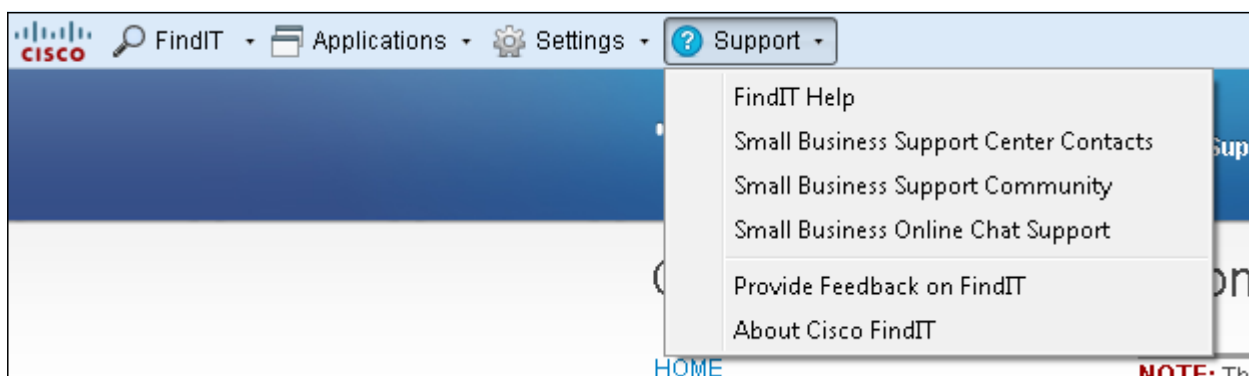 CISCO FindIT Applications Settings ? Support
FindIT Help
Small Business Support Center Contacts
Small Business Support Community
Small Business Online Chat Support
Provide Feedback on FindIT
About Cisco FindIT
HOME
NOTE: